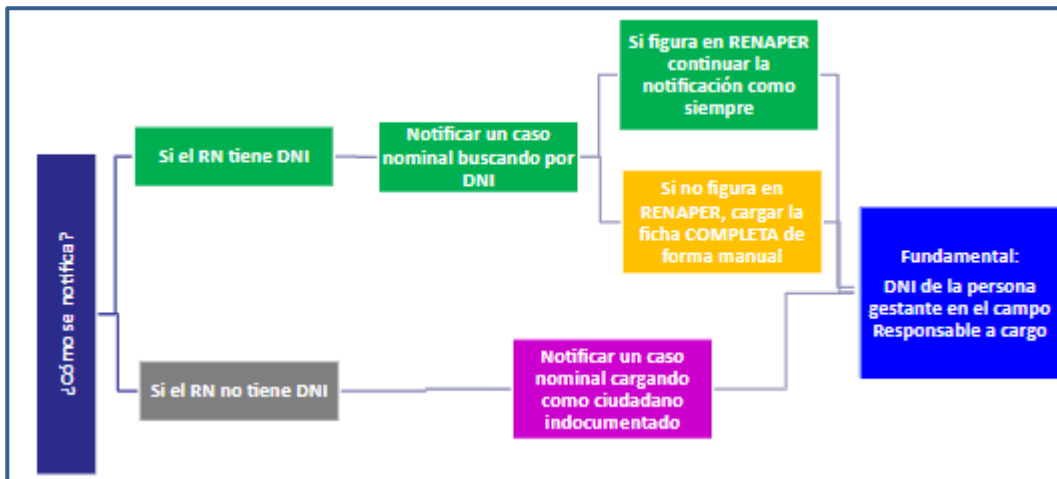 ¿Cómo se notifica?
Si el RN tiene DNI
Notificar un caso
nominal buscando por
DNI
Si figura en RENAPER
continuar la
notificación como
siempre
Si no figura en
RENAPER, cargar la
ficha COMPLETA de
forma manual
Si el RN no tiene DNI
Notificar un caso
nominal cargando
como ciudadano
indocumentado
Fundamental:
DNI de la persona
gestante en el campo
Responsable a cargo